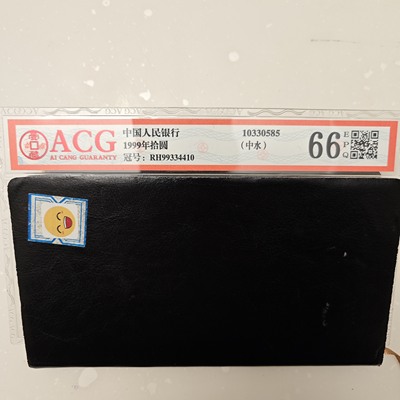 ACG
AI CANG GUARANTY
中国人民银行
1999年拾圆
冠号：RH99334410
10330585
（中水）
66
EPQ